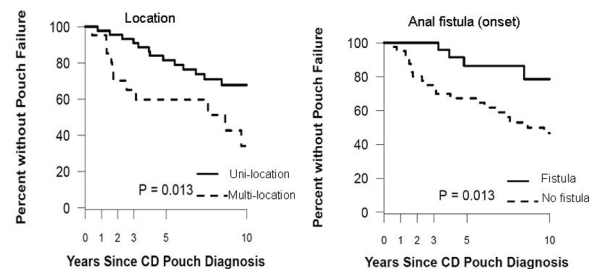 Location
Percent without Pouch Failure
100
80
60
40
20
0
Uni-location
Multi-location
P = 0.013
0 1 2 3 5 10
Years Since CD Pouch Diagnosis
Anal fistula (onset)
Percent without Pouch Failure
100
80
60
40
20
0
Fistula
No fistula
P = 0.013
0 1 2 3 5 10
Years Since CD Pouch Diagnosis